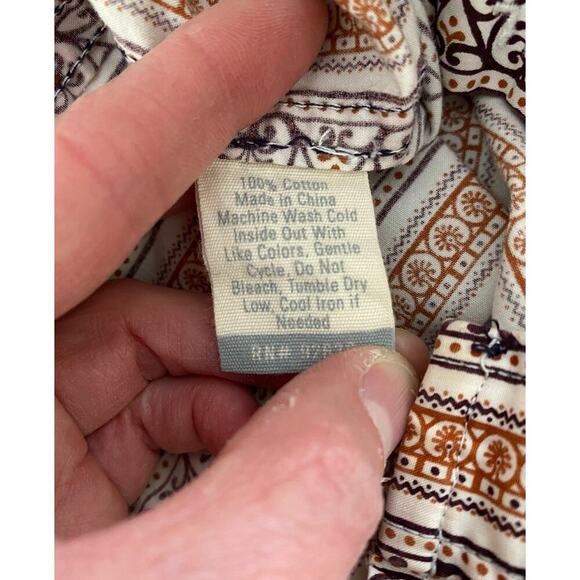 100% Cotton
Made in China
Machine Wash Cold
Inside Out With
Like Colors, Gentle
Cycle, Do Not
Bleach, Tumble Dry
Low, Cool Iron if
Needed
RN#